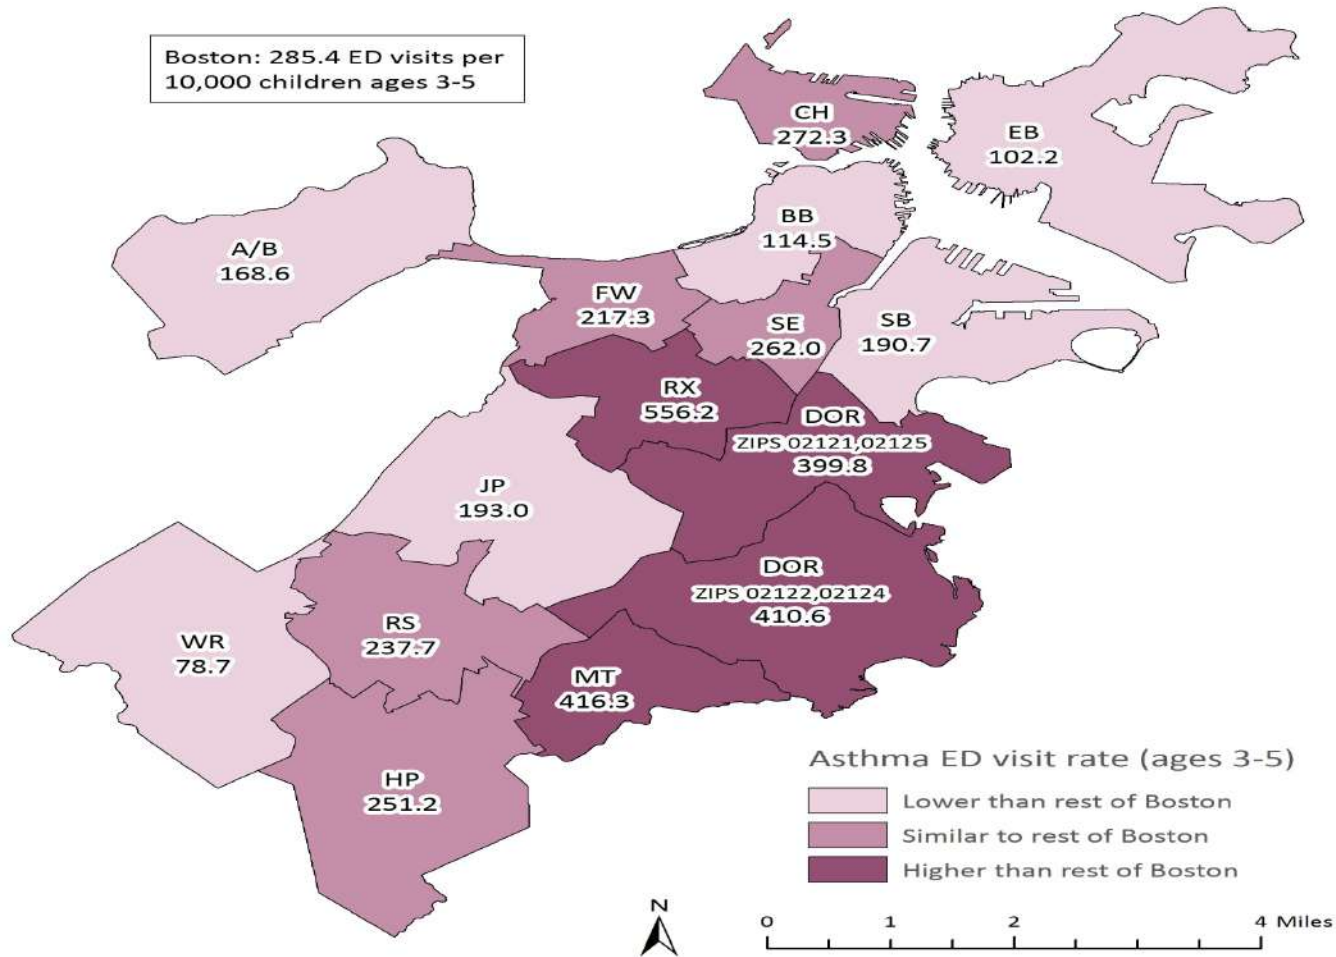 Boston: 285.4 ED visits per
10,000 children ages 3-5
CH
272.3
EB
102.2
BB
114.5
A/B
168.6
FW
217.3
SE
262.0
SB
190.7
RX
556.2
DOR
ZIPS 02121,02125
399.8
JP
193.0
DOR
ZIPS 02122,02124
410.6
RS
237.7
WR
78.7
MT
416.3
HP
251.2
Asthma ED visit rate (ages 3-5)
Lower than rest of Boston
Similar to rest of Boston
Higher than rest of Boston
N
0 1 2 4 Miles